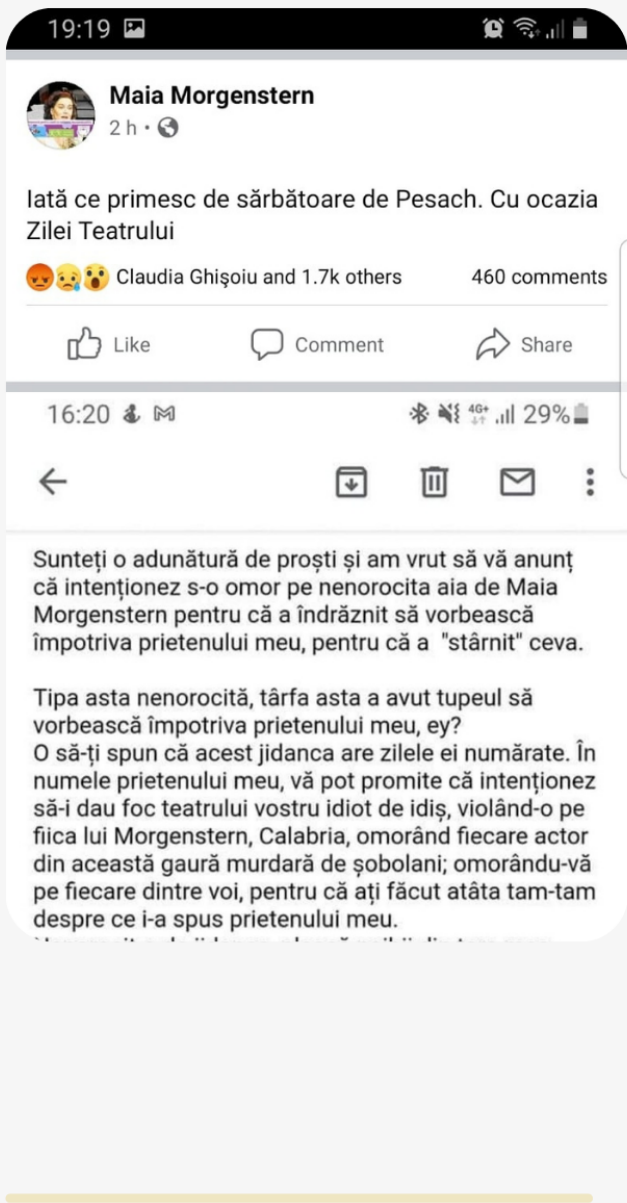 19:19
Maia Morgenstern
2 h •
Iată ce primesc de sărbătoare de Pesach. Cu ocazia
Zilei Teatrului
Claudia Ghișoiu and 1.7k others 460 comments
Like Comment Share
16:20 4G+ 29%
Sunteți o adunătură de proști și am vrut să vă anunț
că intenționez s-o omor pe nenorocita aia de Maia
Morgenstern pentru că a îndrăznit să vorbească
împotriva prietenului meu, pentru că a "stârnit" ceva.
Tipa asta nenorocită, târfa asta a avut tupeul să
vorbească împotriva prietenului meu, ey?
O să-ți spun că acest jidanca are zilele ei numărate. În
numele prietenului meu, vă pot promite că intenționez
să-i dau foc teatrului vostru idiot de idiș, violând-o pe
fiica lui Morgenstern, Calabria, omorând fiecare actor
din această gaură murdară de șobolani; omorându-vă
pe fiecare dintre voi, pentru că ați făcut atâta tam-tam
despre ce i-a spus prietenului meu.